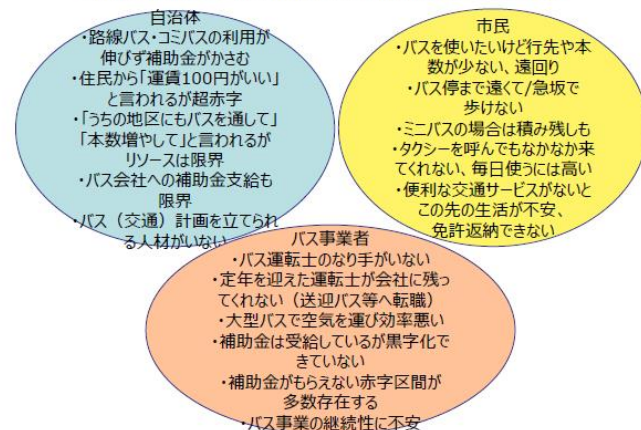 自治体
・路線バス・コミバスの利用が
伸びず補助金がかさむ
・住民から「運賃100円がいい」
と言われるが超赤字
・「うちの地区にもバスを通して」
「本数増やして」と言われるが
リソースは限界
・バス会社への補助金支給も
限界
・バス（交通）計画を立てられ
る人材がいない
市民
・バスを使いたいけど行先や本
数が少ない、遠回り
・バス停まで遠くて/急坂で
歩けない
・ミニバスの場合は積み残しも
・タクシーを呼んでもなかなか来
てくれない、毎日使うには高い
・便利な交通サービスがないと
この先の生活が不安、
免許返納できない
バス事業者
・バス運転士のなり手がいない
・定年を迎えた運転士が会社に残っ
てくれない（送迎バス等へ転職）
・大型バスで空気を運び効率悪い
・補助金は受給しているが黒字化で
きていない
・補助金がもらえない赤字区間が
多数存在する
・バス事業の継続性に不安